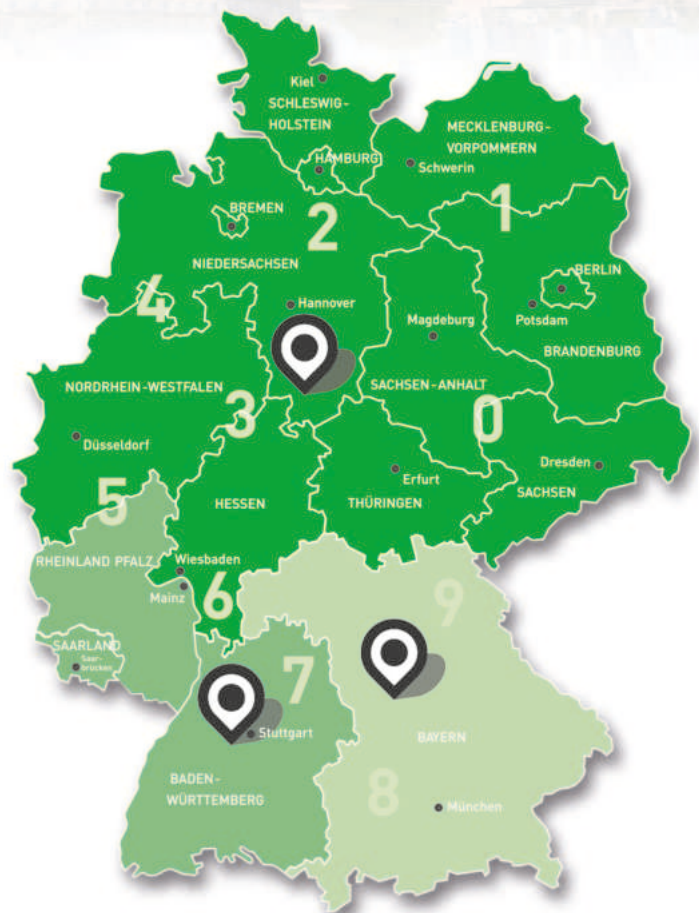 Kiel
SCHLESWIG-
HOLSTEIN
MECKLENBURG-
VORPOMMERN
HAMBURG
Schwerin
1
BREMEN
2
NIEDERSACHSEN
BERLIN
4
Hannover
Potsdam
Magdeburg
BRANDENBURG
NORDRHEIN-WESTFALEN
SACHSEN-ANHALT
3
0
Düsseldorf
Dresden
Erfurt
5
HESSEN
THÜRINGEN
SACHSEN
RHEINLAND PFALZ
Wiesbaden
Mainz
6
9
SAARLAND
Saar-
brücken
7
Stuttgart
BAYERN
BADEN-
WÜRTTEMBERG
8
München